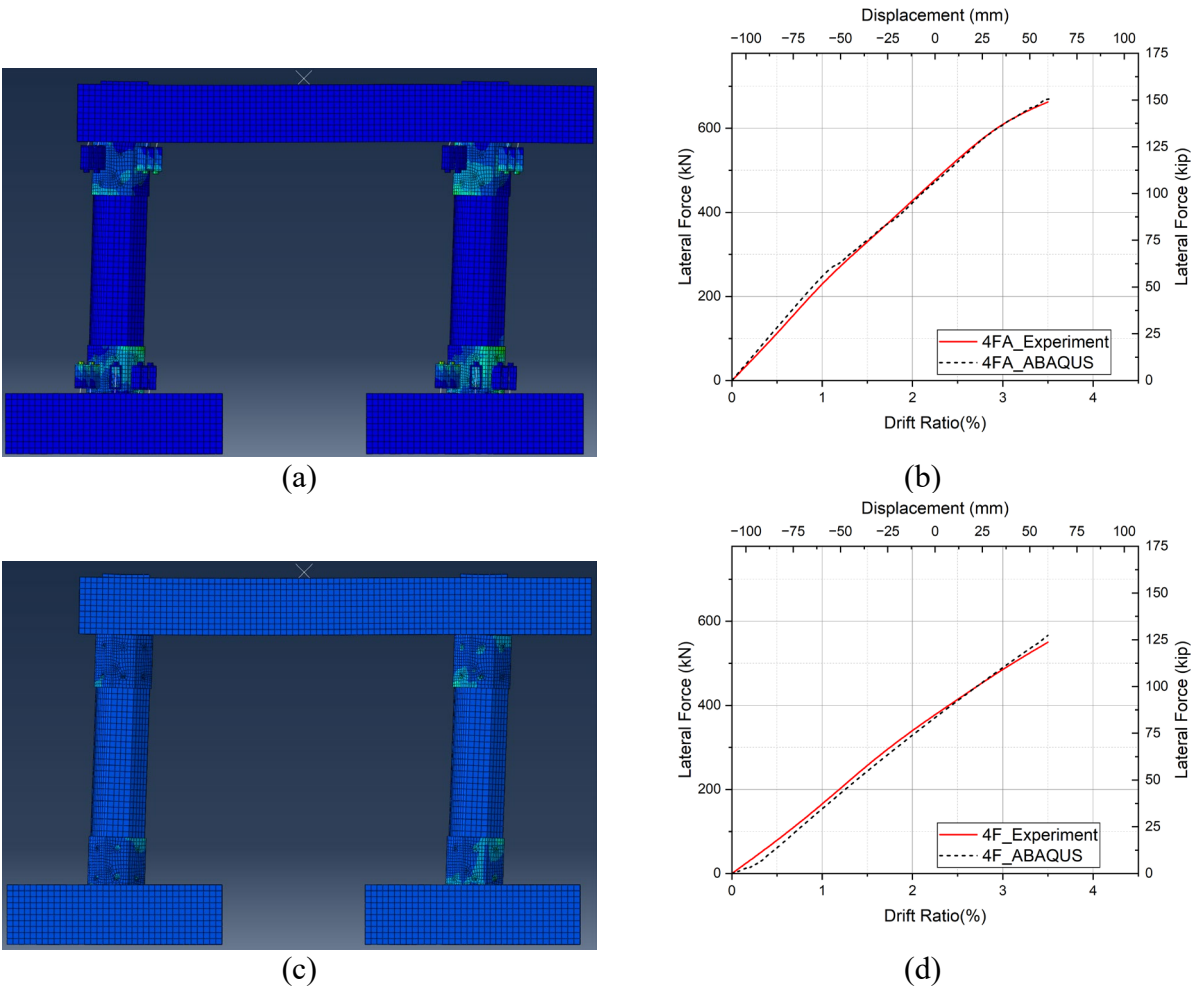 Displacement (mm)
−100 −75 −50 −25 0 25 50 75 100
175
150
125
100
75
50
25
0
Lateral Force (kip)
600
400
200
0
Lateral Force (kN)
4FA_Experiment
4FA_ABAQUS
0 1 2 3 4
Drift Ratio(%)
(a)
(b)
Displacement (mm)
−100 −75 −50 −25 0 25 50 75 100
175
150
125
100
75
50
25
0
Lateral Force (kip)
600
400
200
0
Lateral Force (kN)
4F_Experiment
4F_ABAQUS
0 1 2 3 4
Drift Ratio(%)
(c)
(d)